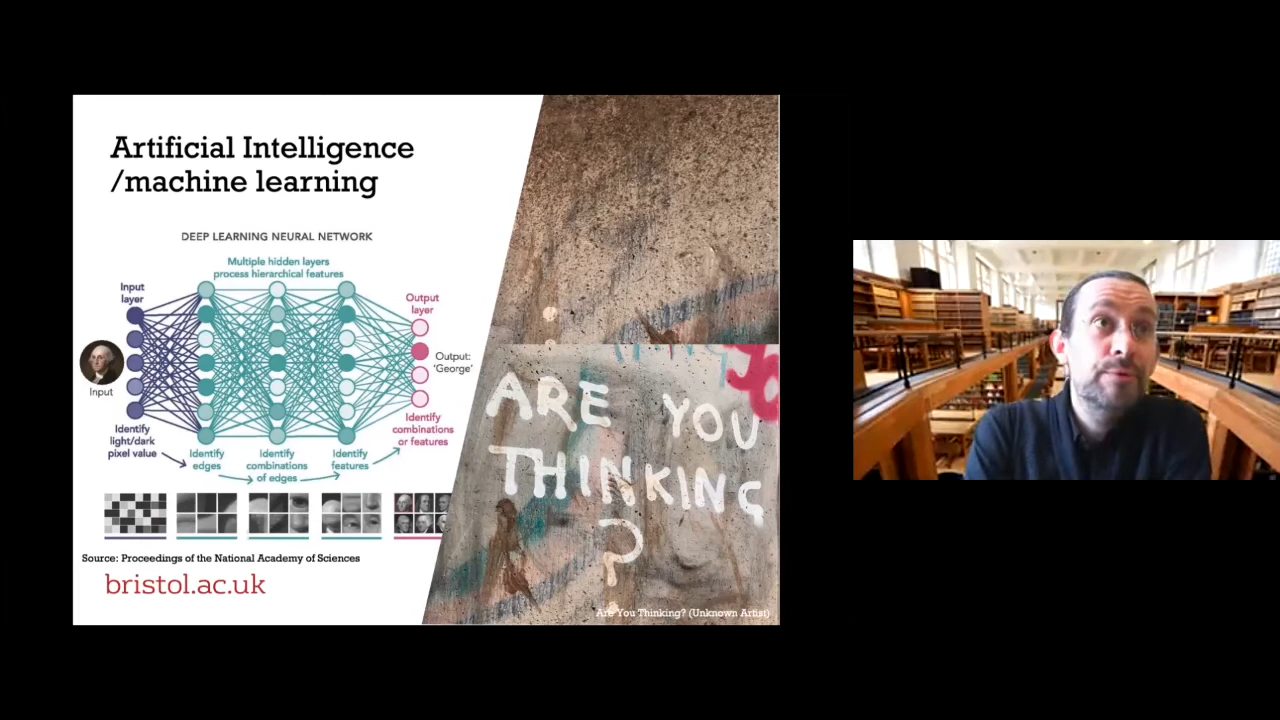 Artificial Intelligence
/machine learning
DEEP LEARNING NEURAL NETWORK
Multiple hidden layers
process hierarchical features
Input
layer
Output
layer
Input
Output:
'George'
Identify
light/dark
pixel value
Identify
edges
Identify
combinations
of edges
Identify
features
Identify
combinations
or features
Source: Proceedings of the National Academy of Sciences
bristol.ac.uk
ARE YOU
THINKING
?
Are You Thinking? (Unknown Artist)